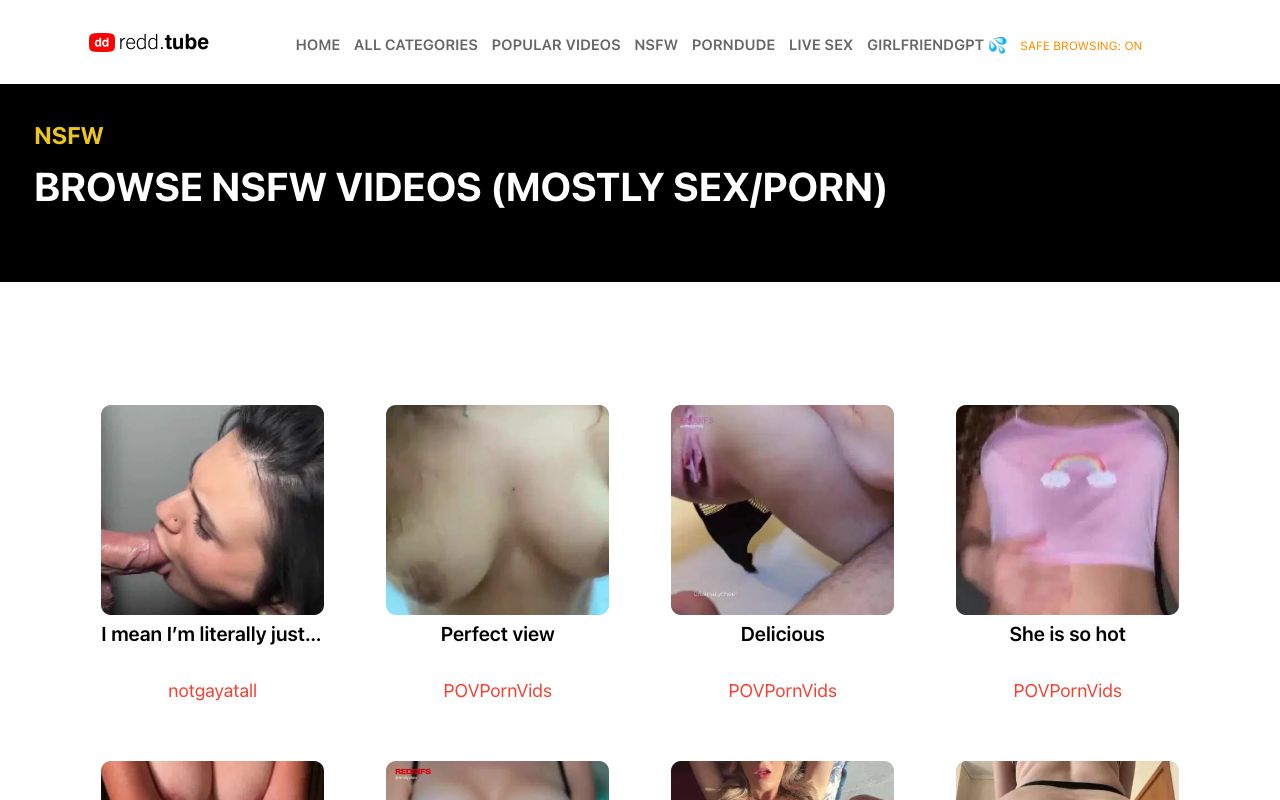 dd redd.tube
HOME ALL CATEGORIES POPULAR VIDEOS NSFW PORNDUDE LIVE SEX GIRLFRIENDGPT 💦 SAFE BROWSING: ON
NSFW
BROWSE NSFW VIDEOS (MOSTLY SEX/PORN)
I mean I’m literally just... Perfect view Delicious She is so hot
notgayatall POVPornVids POVPornVids POVPornVids
REDGIFS